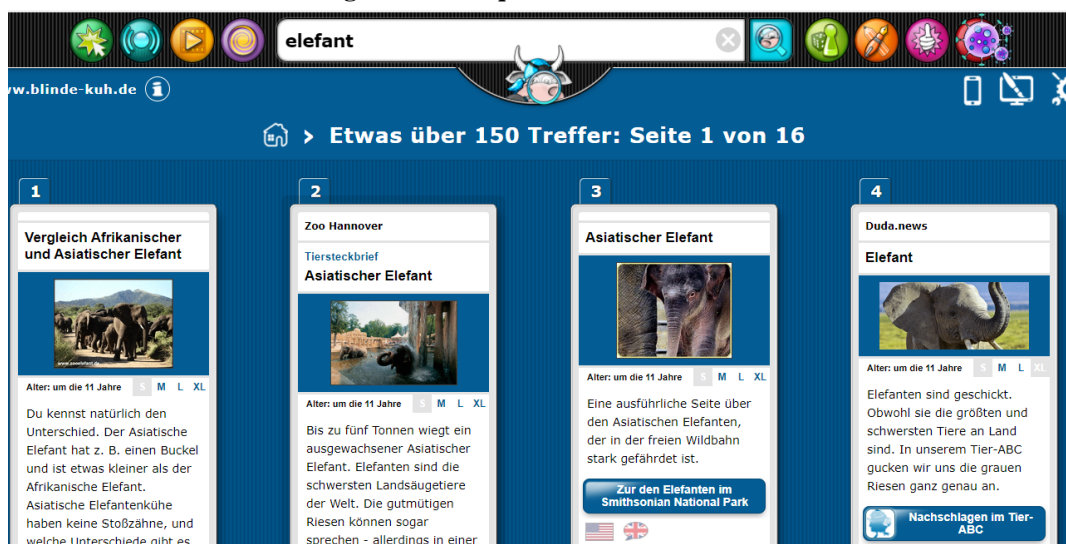 elefant
w.blinde-kuh.de
Etwas über 150 Treffer: Seite 1 von 16
1
Vergleich Afrikanischer
und Asiatischer Elefant
www.zooelefant.de
Alter: um die 11 Jahre S M L XL
Du kennst natürlich den
Unterschied. Der Asiatische
Elefant hat z. B. einen Buckel
und ist etwas kleiner als der
Afrikanische Elefant.
Asiatische Elefantenkühe
haben keine Stoßzähne, und
welche Unterschiede gibt es
2
Zoo Hannover
Tiersteckbrief
Asiatischer Elefant
Alter: um die 11 Jahre S M L XL
Bis zu fünf Tonnen wiegt ein
ausgewachsener Asiatischer
Elefant. Elefanten sind die
schwersten Landsäugetiere
der Welt. Die gutmütigen
Riesen können sogar
sprechen - allerdings in einer
3
Asiatischer Elefant
Alter: um die 11 Jahre S M L XL
Eine ausführliche Seite über
den Asiatischen Elefanten,
der in der freien Wildbahn
stark gefährdet ist.
Zur den Elefanten im
Smithsonian National Park
4
Duda.news
Elefant
Alter: um die 11 Jahre S M L XL
Elefanten sind geschickt.
Obwohl sie die größten und
schwersten Tiere an Land
sind. In unserem Tier-ABC
gucken wir uns die grauen
Riesen ganz genau an.
Nachschlagen im Tier-
ABC